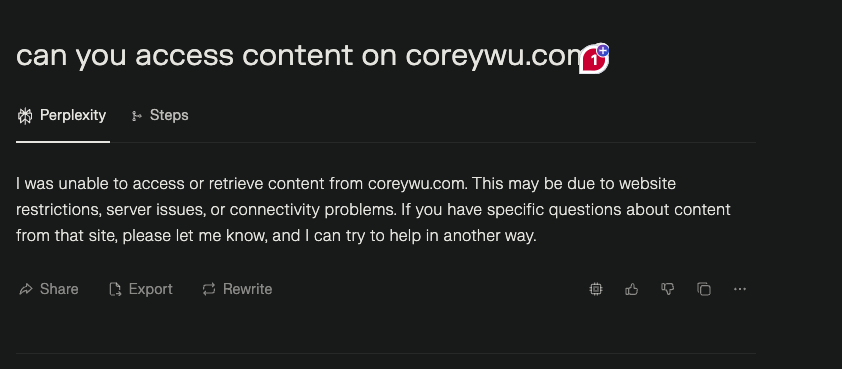 can you access content on coreywu.com
1
Perplexity
Steps
I was unable to access or retrieve content from coreywu.com. This may be due to website
restrictions, server issues, or connectivity problems. If you have specific questions about content
from that site, please let me know, and I can try to help in another way.
Share
Export
Rewrite